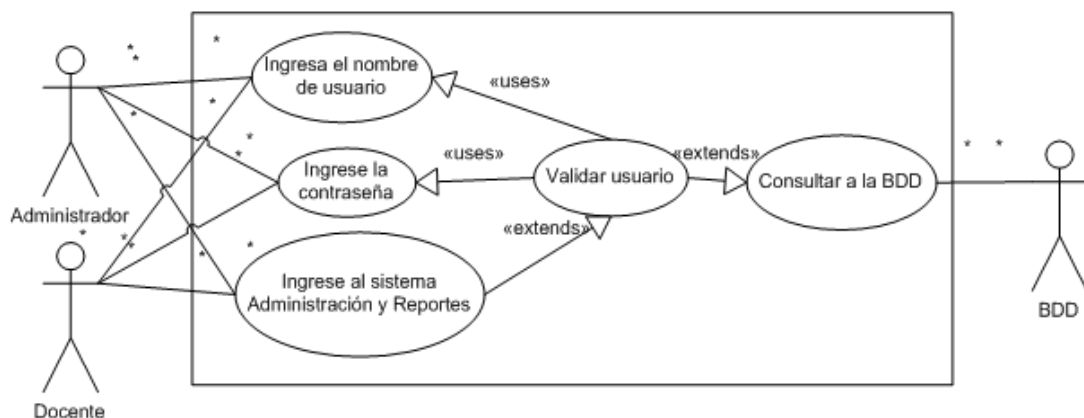 Administrador
Docente
Ingresa el nombre
de usuario
«uses»
Ingrese la
contraseña
«uses»
Validar usuario
«extends»
Consultar a la BDD
«extends»
Ingrese al sistema
Administración y Reportes
BDD
* * * * * * * * * * * * * * * *